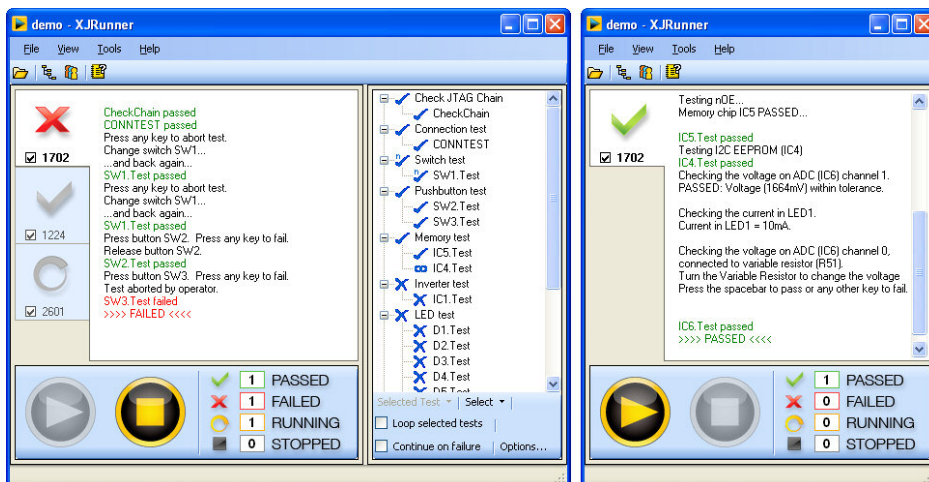 demo - XJRunner
File View Tools Help
1702
1224
2601
CheckChain passed
CONNTEST passed
Press any key to abort test.
Change switch SW1...
...and back again...
SW1.Test passed
Press any key to abort test.
Change switch SW1...
...and back again...
SW1.Test passed
Press button SW2. Press any key to fail.
Release button SW2.
SW2.Test passed
Press button SW3. Press any key to fail.
Test aborted by operator.
SW3.Test failed
>>>> FAILED <<<<
Check JTAG Chain
CheckChain
Connection test
CONNTEST
n Switch test
n SW1.Test
Pushbutton test
SW2.Test
SW3.Test
Memory test
IC5.Test
IC4.Test
Inverter test
IC1.Test
LED test
D1.Test
D2.Test
D3.Test
D4.Test
D5.Test
Selected Test Select
Loop selected tests
Continue on failure Options...
1 PASSED
1 FAILED
1 RUNNING
0 STOPPED
demo - XJRunner
File View Tools Help
1702
Testing nOE...
Memory chip IC5 PASSED...
IC5.Test passed
Testing I2C EEPROM (IC4)
IC4.Test passed
Checking the voltage on ADC (IC6) channel 1.
PASSED: Voltage (1664mV) within tolerance.
Checking the current in LED1.
Current in LED1 = 10mA.
Checking the voltage on ADC (IC6) channel 0,
connected to variable resistor (R51).
Turn the Variable Resistor to change the voltage
Press the spacebar to pass or any other key to fail.
IC6.Test passed
>>>> PASSED <<<<
1 PASSED
0 FAILED
0 RUNNING
0 STOPPED